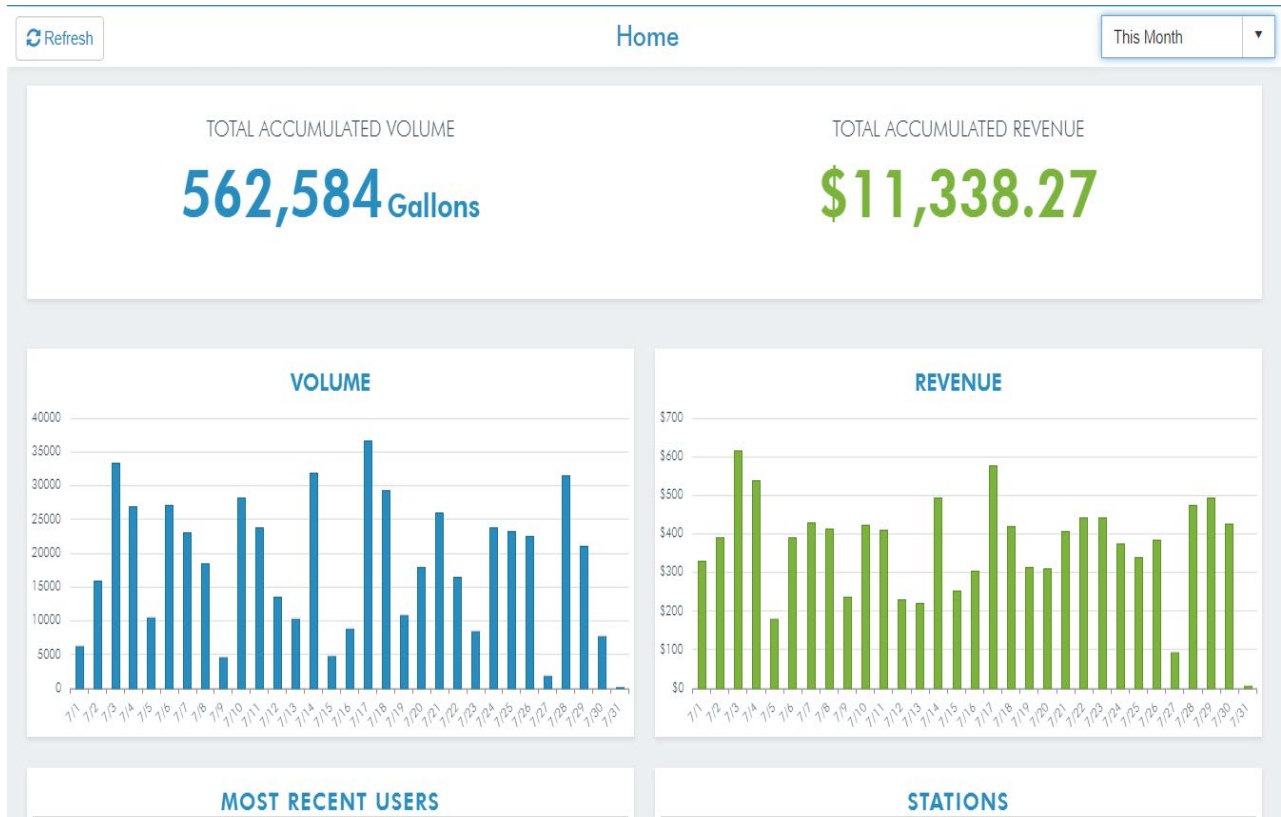 Refresh
Home
This Month
TOTAL ACCUMULATED VOLUME
562,584 Gallons
TOTAL ACCUMULATED REVENUE
$11,338.27
VOLUME
40000
35000
30000
25000
20000
15000
10000
5000
0
7/1 7/2 7/3 7/4 7/5 7/6 7/7 7/8 7/9 7/10 7/11 7/12 7/13 7/14 7/15 7/16 7/17 7/18 7/19 7/20 7/21 7/22 7/23 7/24 7/25 7/26 7/27 7/28 7/29 7/30 7/31
REVENUE
$700
$600
$500
$400
$300
$200
$100
$0
7/1 7/2 7/3 7/4 7/5 7/6 7/7 7/8 7/9 7/10 7/11 7/12 7/13 7/14 7/15 7/16 7/17 7/18 7/19 7/20 7/21 7/22 7/23 7/24 7/25 7/26 7/27 7/28 7/29 7/30 7/31
MOST RECENT USERS
STATIONS